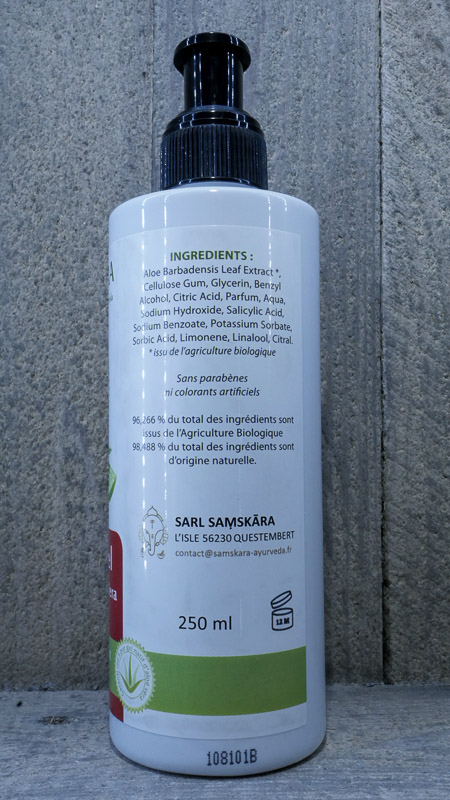 INGREDIENTS :
Aloe Barbadensis Leaf Extract *,
Cellulose Gum, Glycerin, Benzyl
Alcohol, Citric Acid, Parfum, Aqua,
Sodium Hydroxide, Salicylic Acid,
Sodium Benzoate, Potassium Sorbate,
Sorbic Acid, Limonene, Linalool, Citral.
* issu de l'agriculture biologique
Sans parabènes
ni colorants artificiels
96,266 % du total des ingrédients sont
issus de l'Agriculture Biologique
98,488 % du total des ingrédients sont
d'origine naturelle.
SARL SAṂSKĀRA
L'ISLE 56230 QUESTEMBERT
contact@samskara-ayurveda.fr
250 ml
12 M
108101B